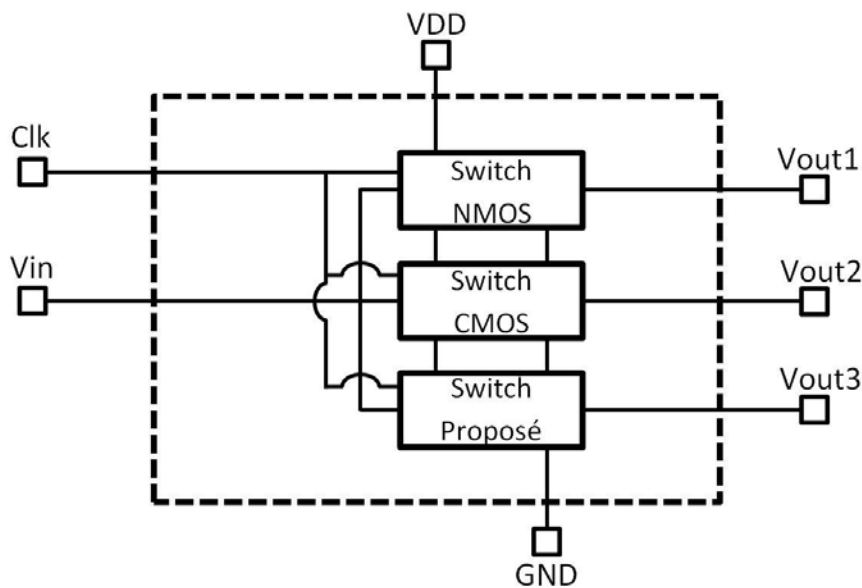 VDD
Clk
Switch
NMOS
Vout1
Vin
Switch
CMOS
Vout2
Switch
Proposé
Vout3
GND